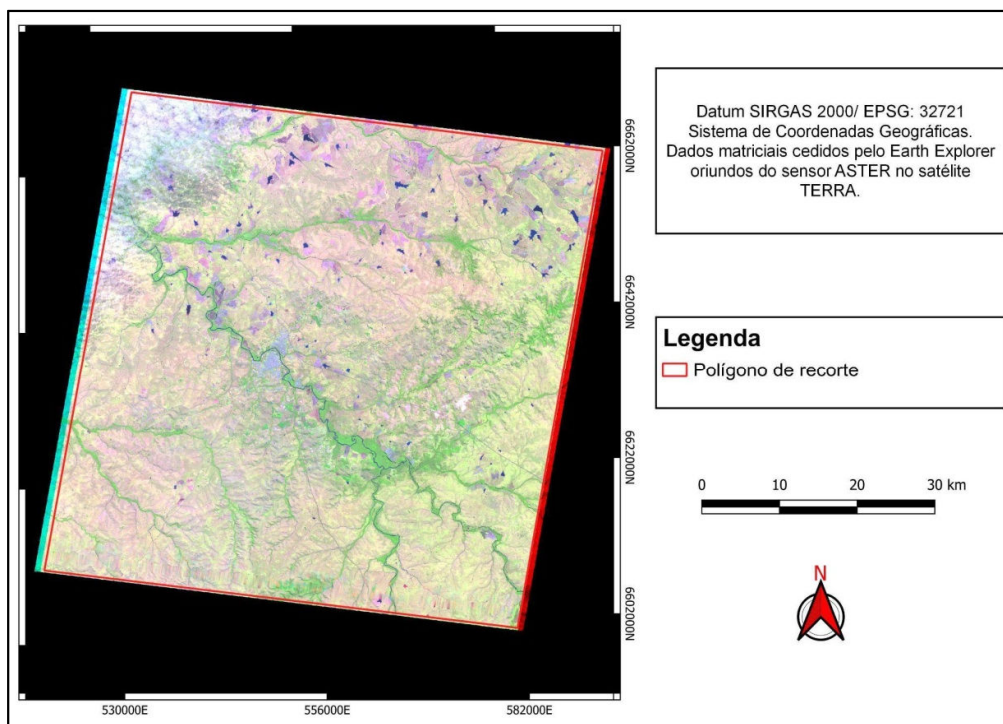 Datum SIRGAS 2000/ EPSG: 32721
Sistema de Coordenadas Geográficas.
Dados matriciais cedidos pelo Earth Explorer
oriundos do sensor ASTER no satélite
TERRA.
6662000N
6642000N
6622000N
6602000N
530000E
556000E
582000E
Legenda
Polígono de recorte
0 10 20 30 km
N